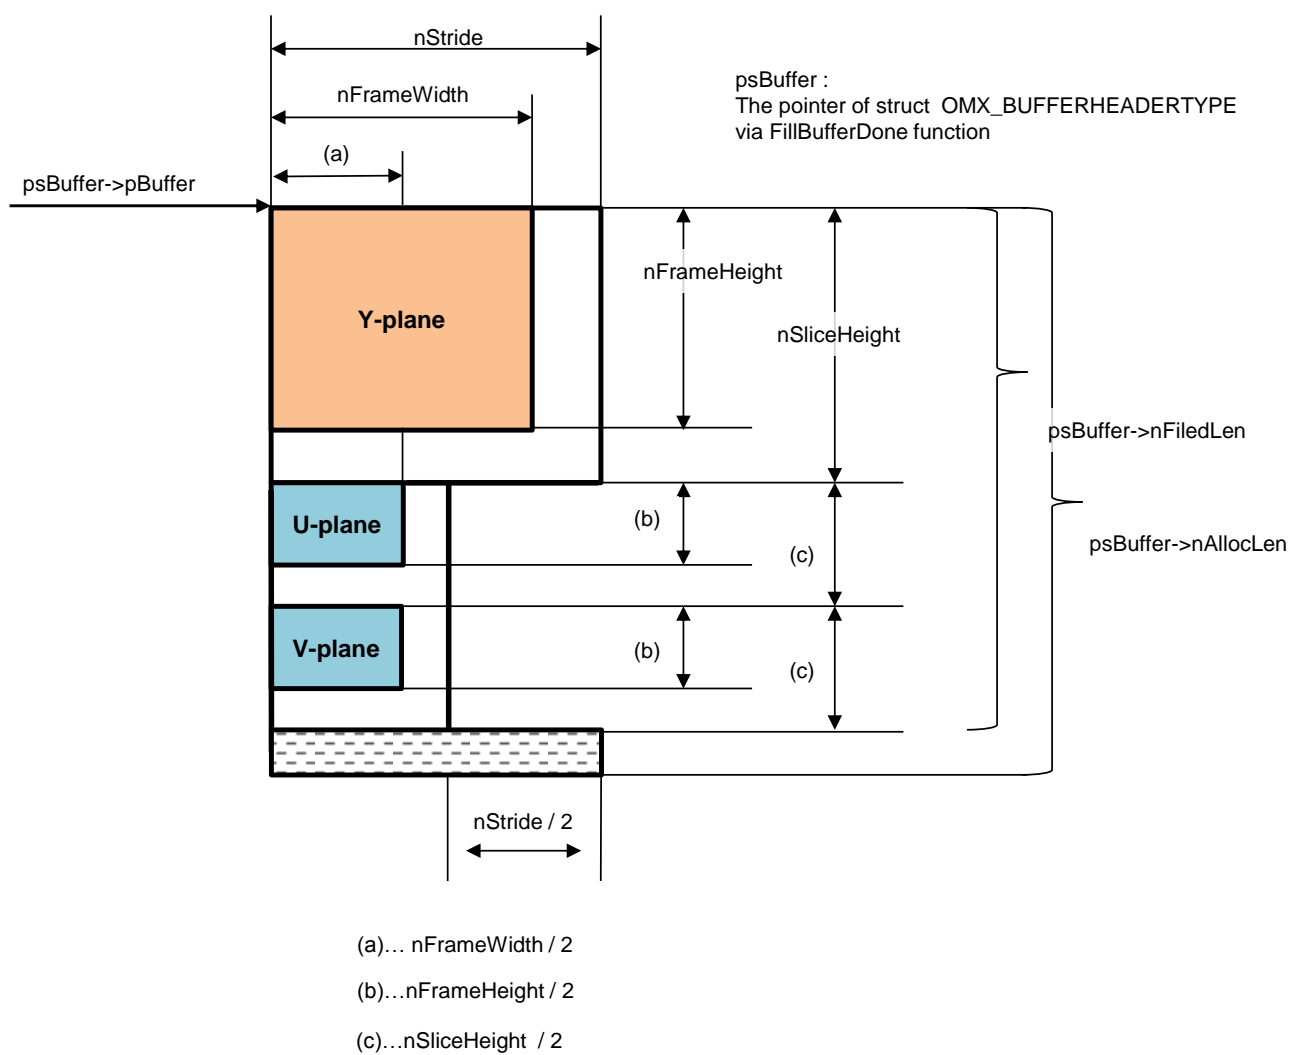 nStride
nFrameWidth
(a)
psBuffer :
The pointer of struct OMX_BUFFERHEADERTYPE
via FillBufferDone function
psBuffer->pBuffer
nFrameHeight
Y-plane
nSliceHeight
psBuffer->nFiledLen
U-plane
(b)
(c)
psBuffer->nAllocLen
V-plane
(b)
(c)
nStride / 2
(a)… nFrameWidth / 2
(b)…nFrameHeight / 2
(c)…nSliceHeight / 2